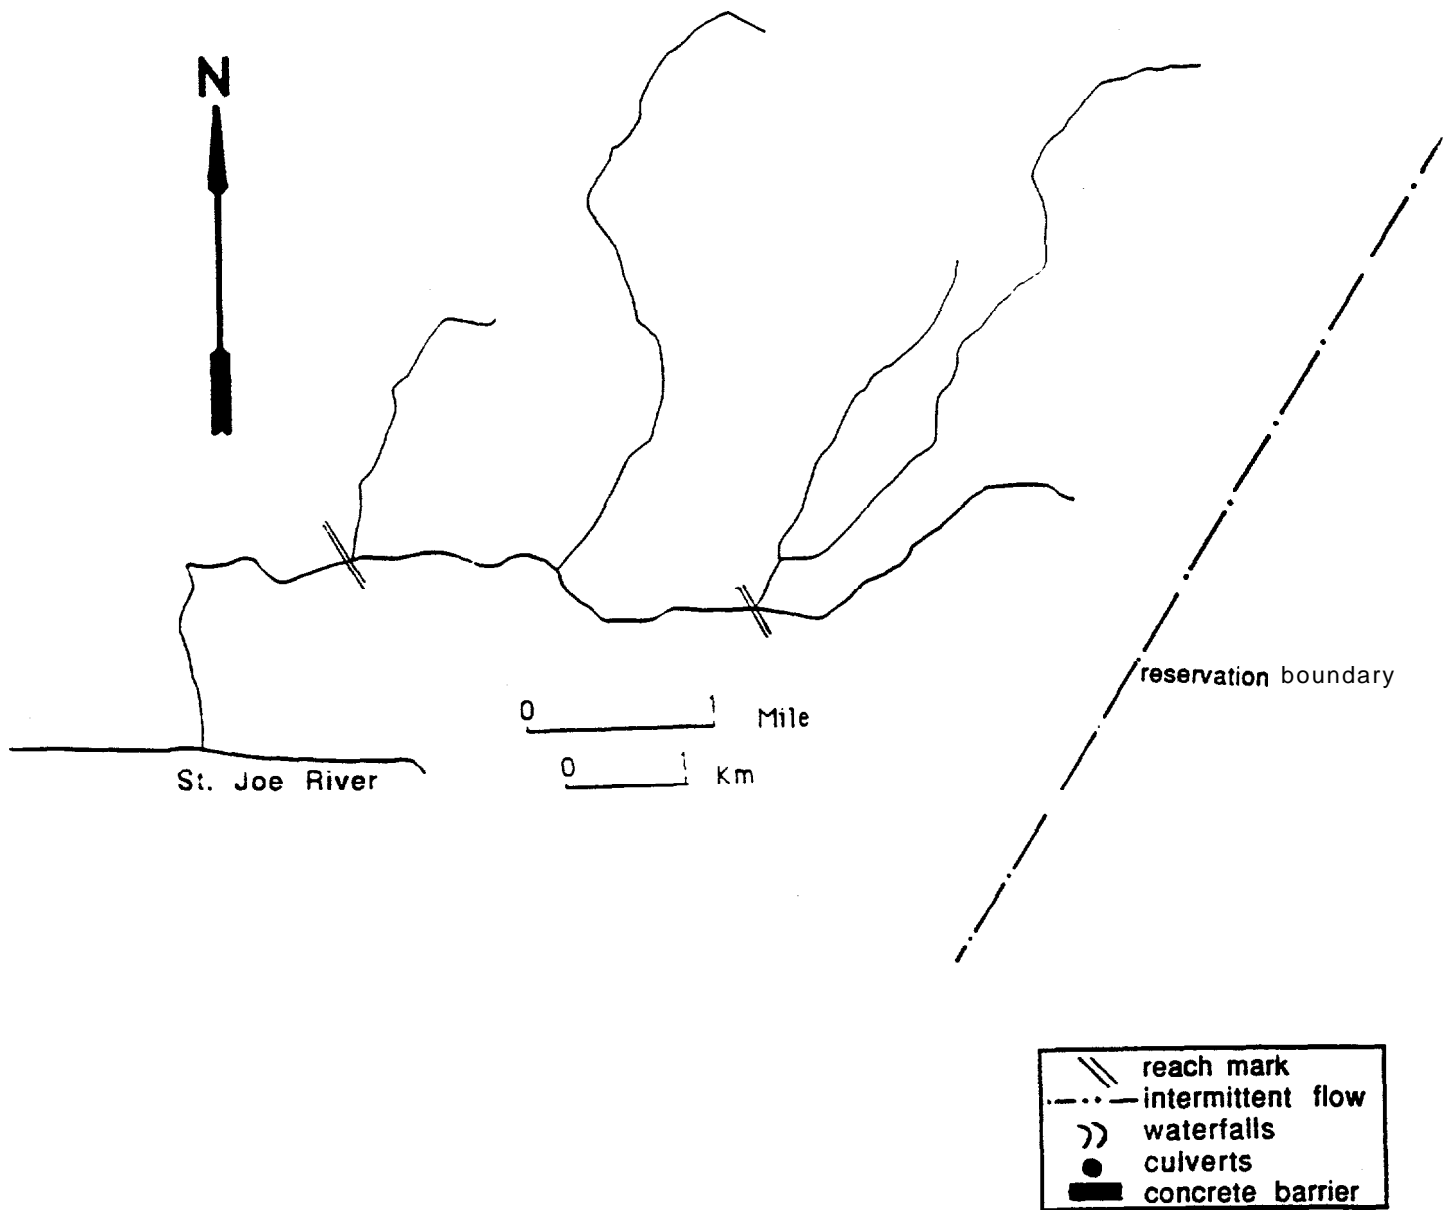 N
reservation boundary
0 1 Mile
0 1 Km
St. Joe River
reach mark
intermittent flow
waterfalls
culverts
concrete barrier